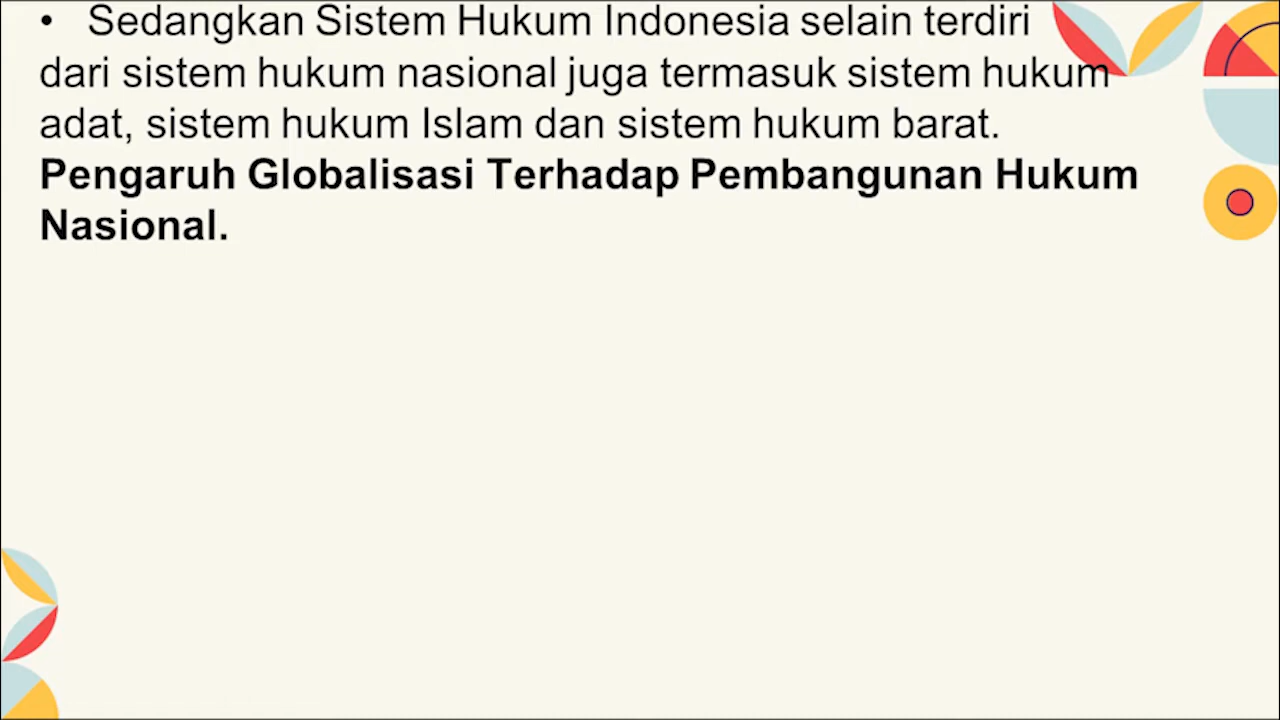 • Sedangkan Sistem Hukum Indonesia selain terdiri
dari sistem hukum nasional juga termasuk sistem hukum
adat, sistem hukum Islam dan sistem hukum barat.
Pengaruh Globalisasi Terhadap Pembangunan Hukum
Nasional.